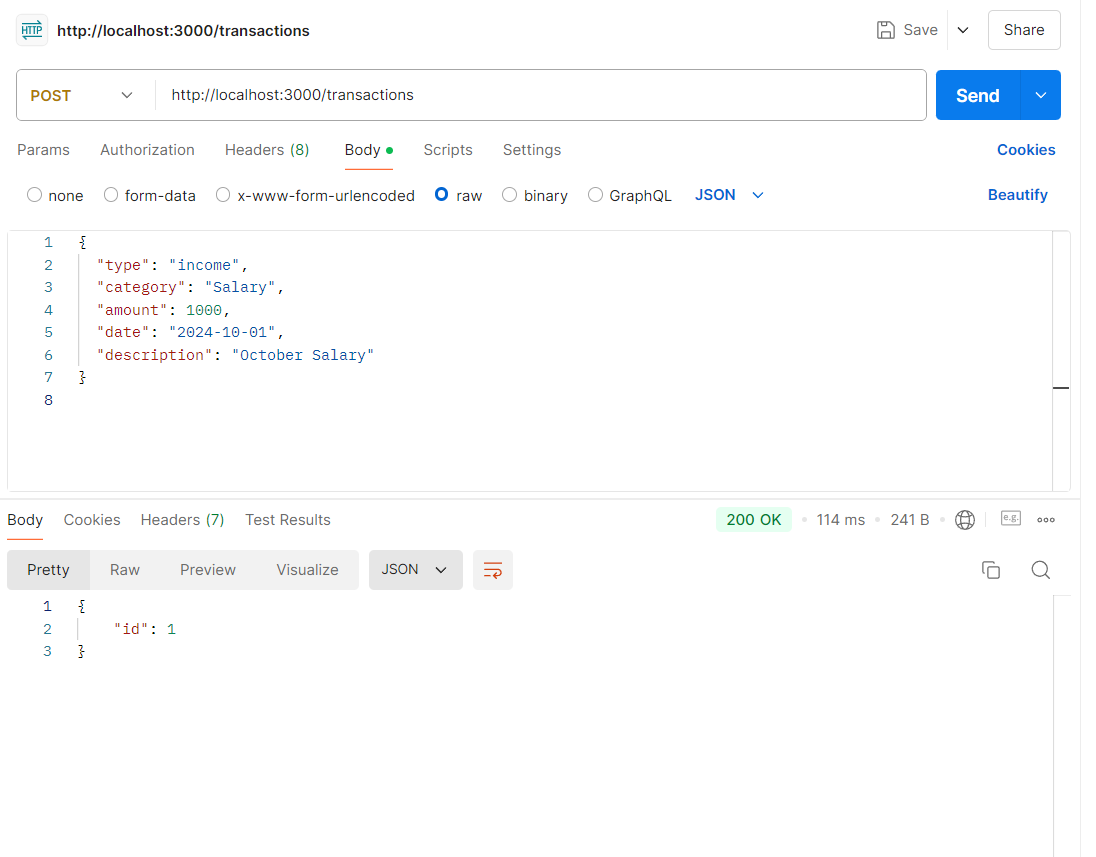 HTTP http://localhost:3000/transactions Save Share
POST http://localhost:3000/transactions Send
Params Authorization Headers (8) Body Scripts Settings Cookies
none form-data x-www-form-urlencoded raw binary GraphQL JSON Beautify
1 {
2 "type": "income",
3 "category": "Salary",
4 "amount": 1000,
5 "date": "2024-10-01",
6 "description": "October Salary"
7 }
8
Body Cookies Headers (7) Test Results 200 OK 114 ms 241 B e.g.
Pretty Raw Preview Visualize JSON
1 {
2 "id": 1
3 }